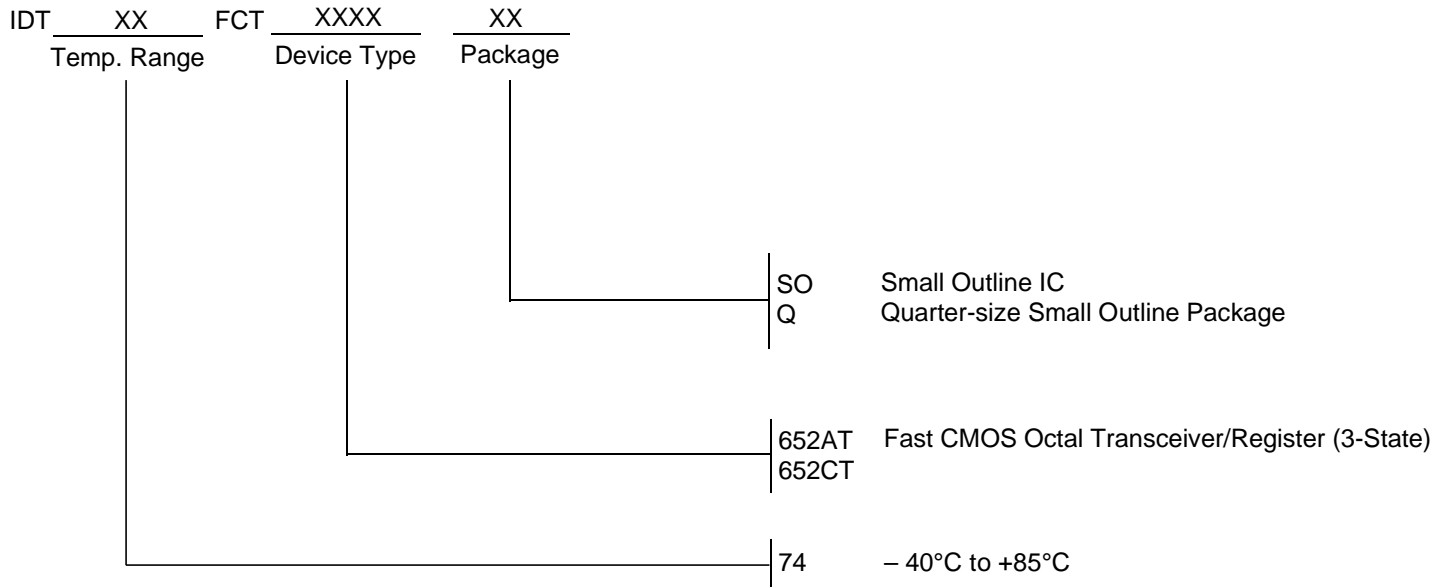 IDT XX FCT XXXX XX
Temp. Range Device Type Package
SO Small Outline IC
Q Quarter-size Small Outline Package
652AT Fast CMOS Octal Transceiver/Register (3-State)
652CT
74 – 40°C to +85°C